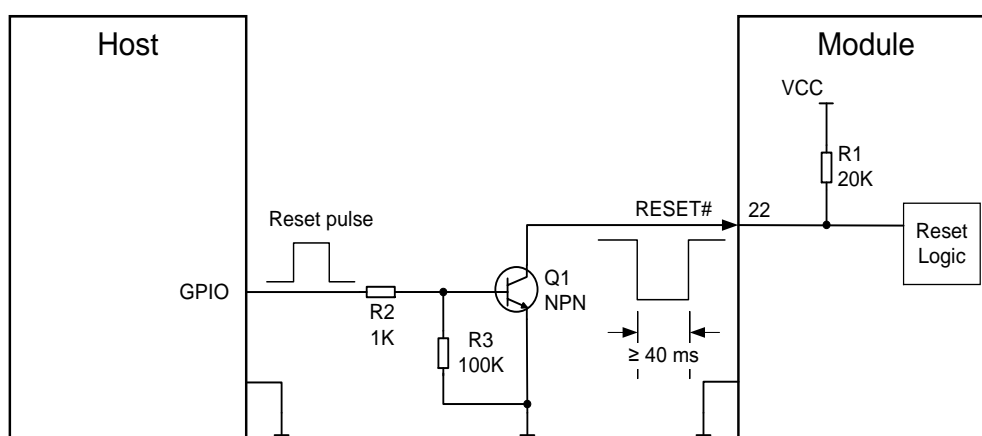 Host
Module
VCC
R1
20K
RESET#
22
Reset
Logic
Reset pulse
GPIO
R2
1K
Q1
NPN
R3
100K
≥ 40 ms